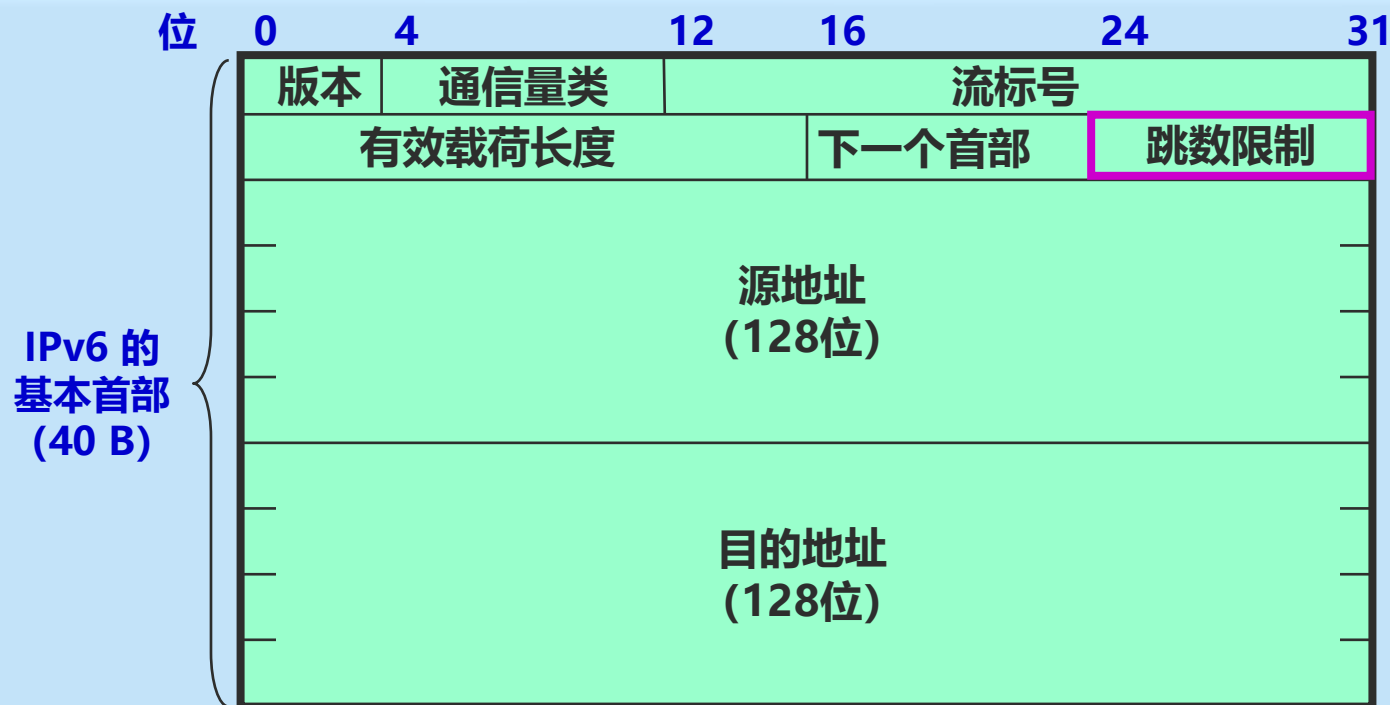 位 0 4 12 16 24 31
版本 通信量类 流标号
有效载荷长度 下一个首部 跳数限制
源地址
(128位)
IPv6 的
基本首部
(40 B)
目的地址
(128位)